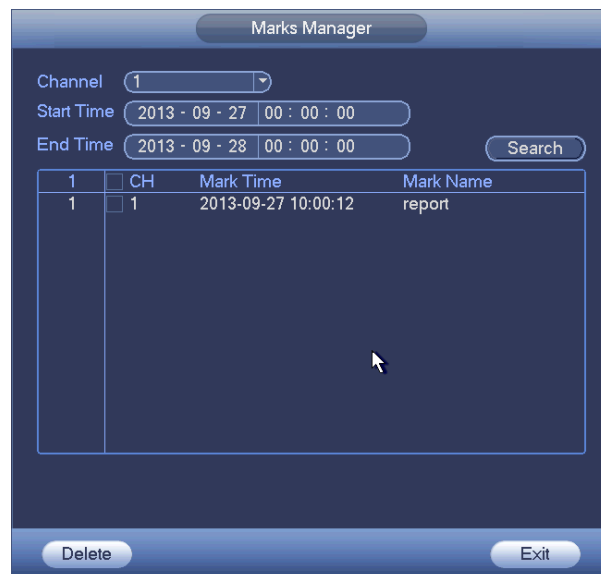 Marks Manager
Channel 1
Start Time 2013 - 09 - 27 00 : 00 : 00
End Time 2013 - 09 - 28 00 : 00 : 00
Search
1 CH Mark Time Mark Name
1 1 2013-09-27 10:00:12 report
Delete Exit